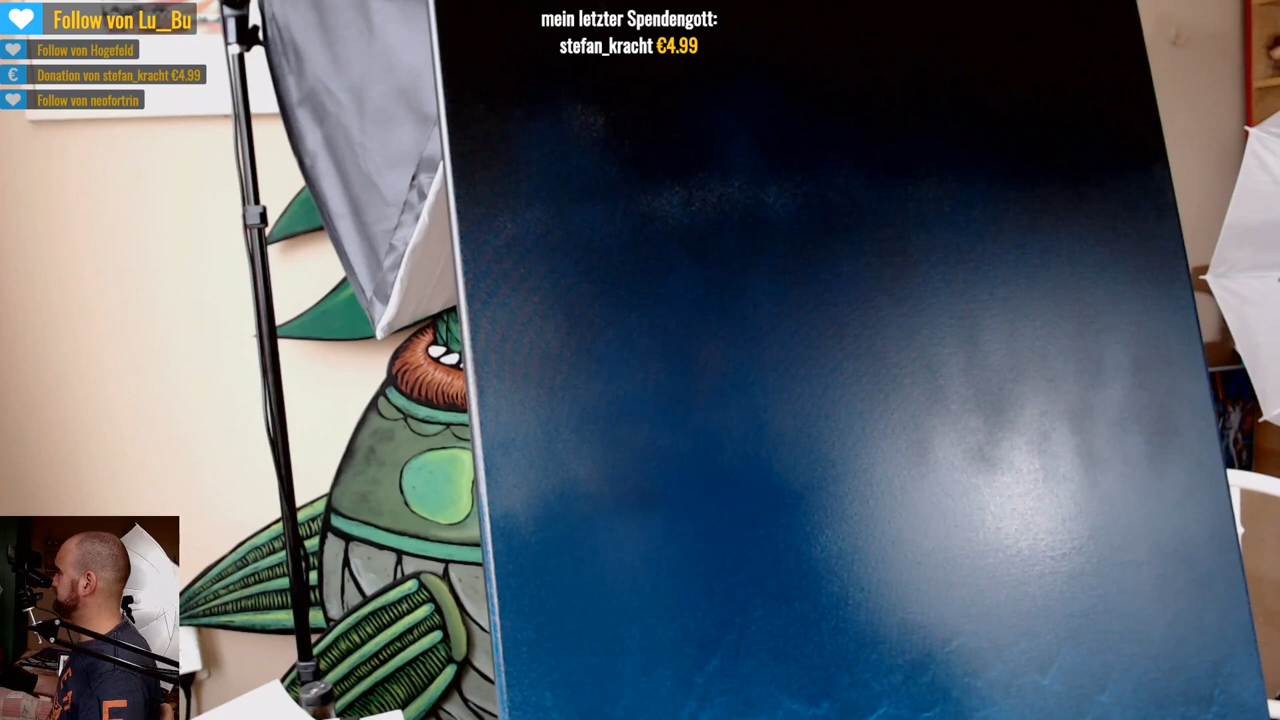 Follow von Lu__Bu
Follow von Hogefeld
Donation von stefan_kracht €4.99
Follow von neofortrin
mein letzter Spendengott:
stefan_kracht €4.99